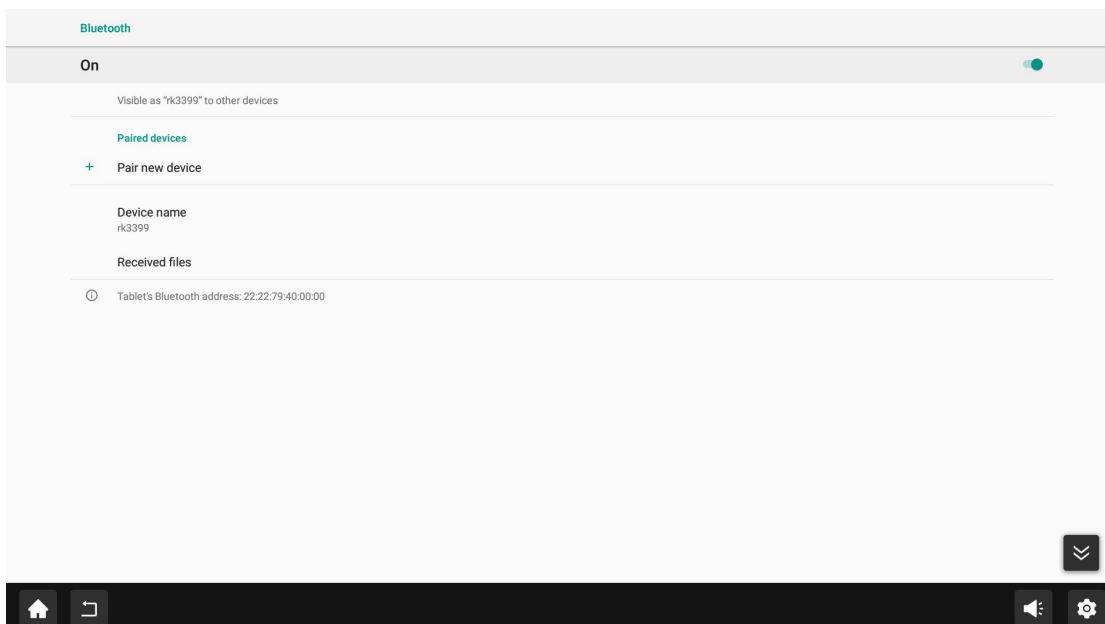 Bluetooth
On
Visible as "rk3399" to other devices
Paired devices
+ Pair new device
Device name
rk3399
Received files
Tablet's Bluetooth address: 22:22:79:40:00:00